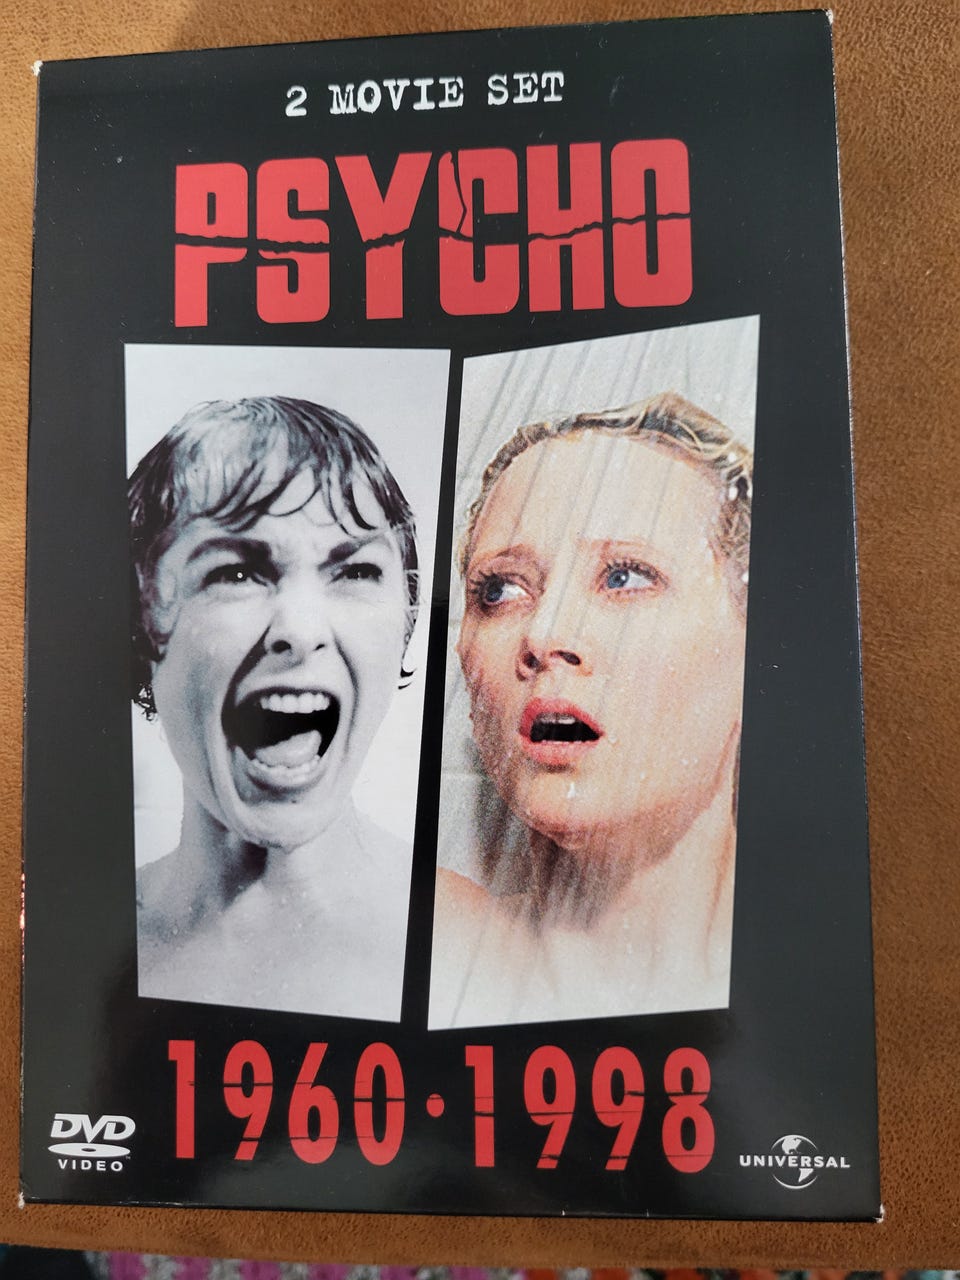 2 MOVIE SET
PSYCHO
1960·1998
DVD
VIDEO
UNIVERSAL